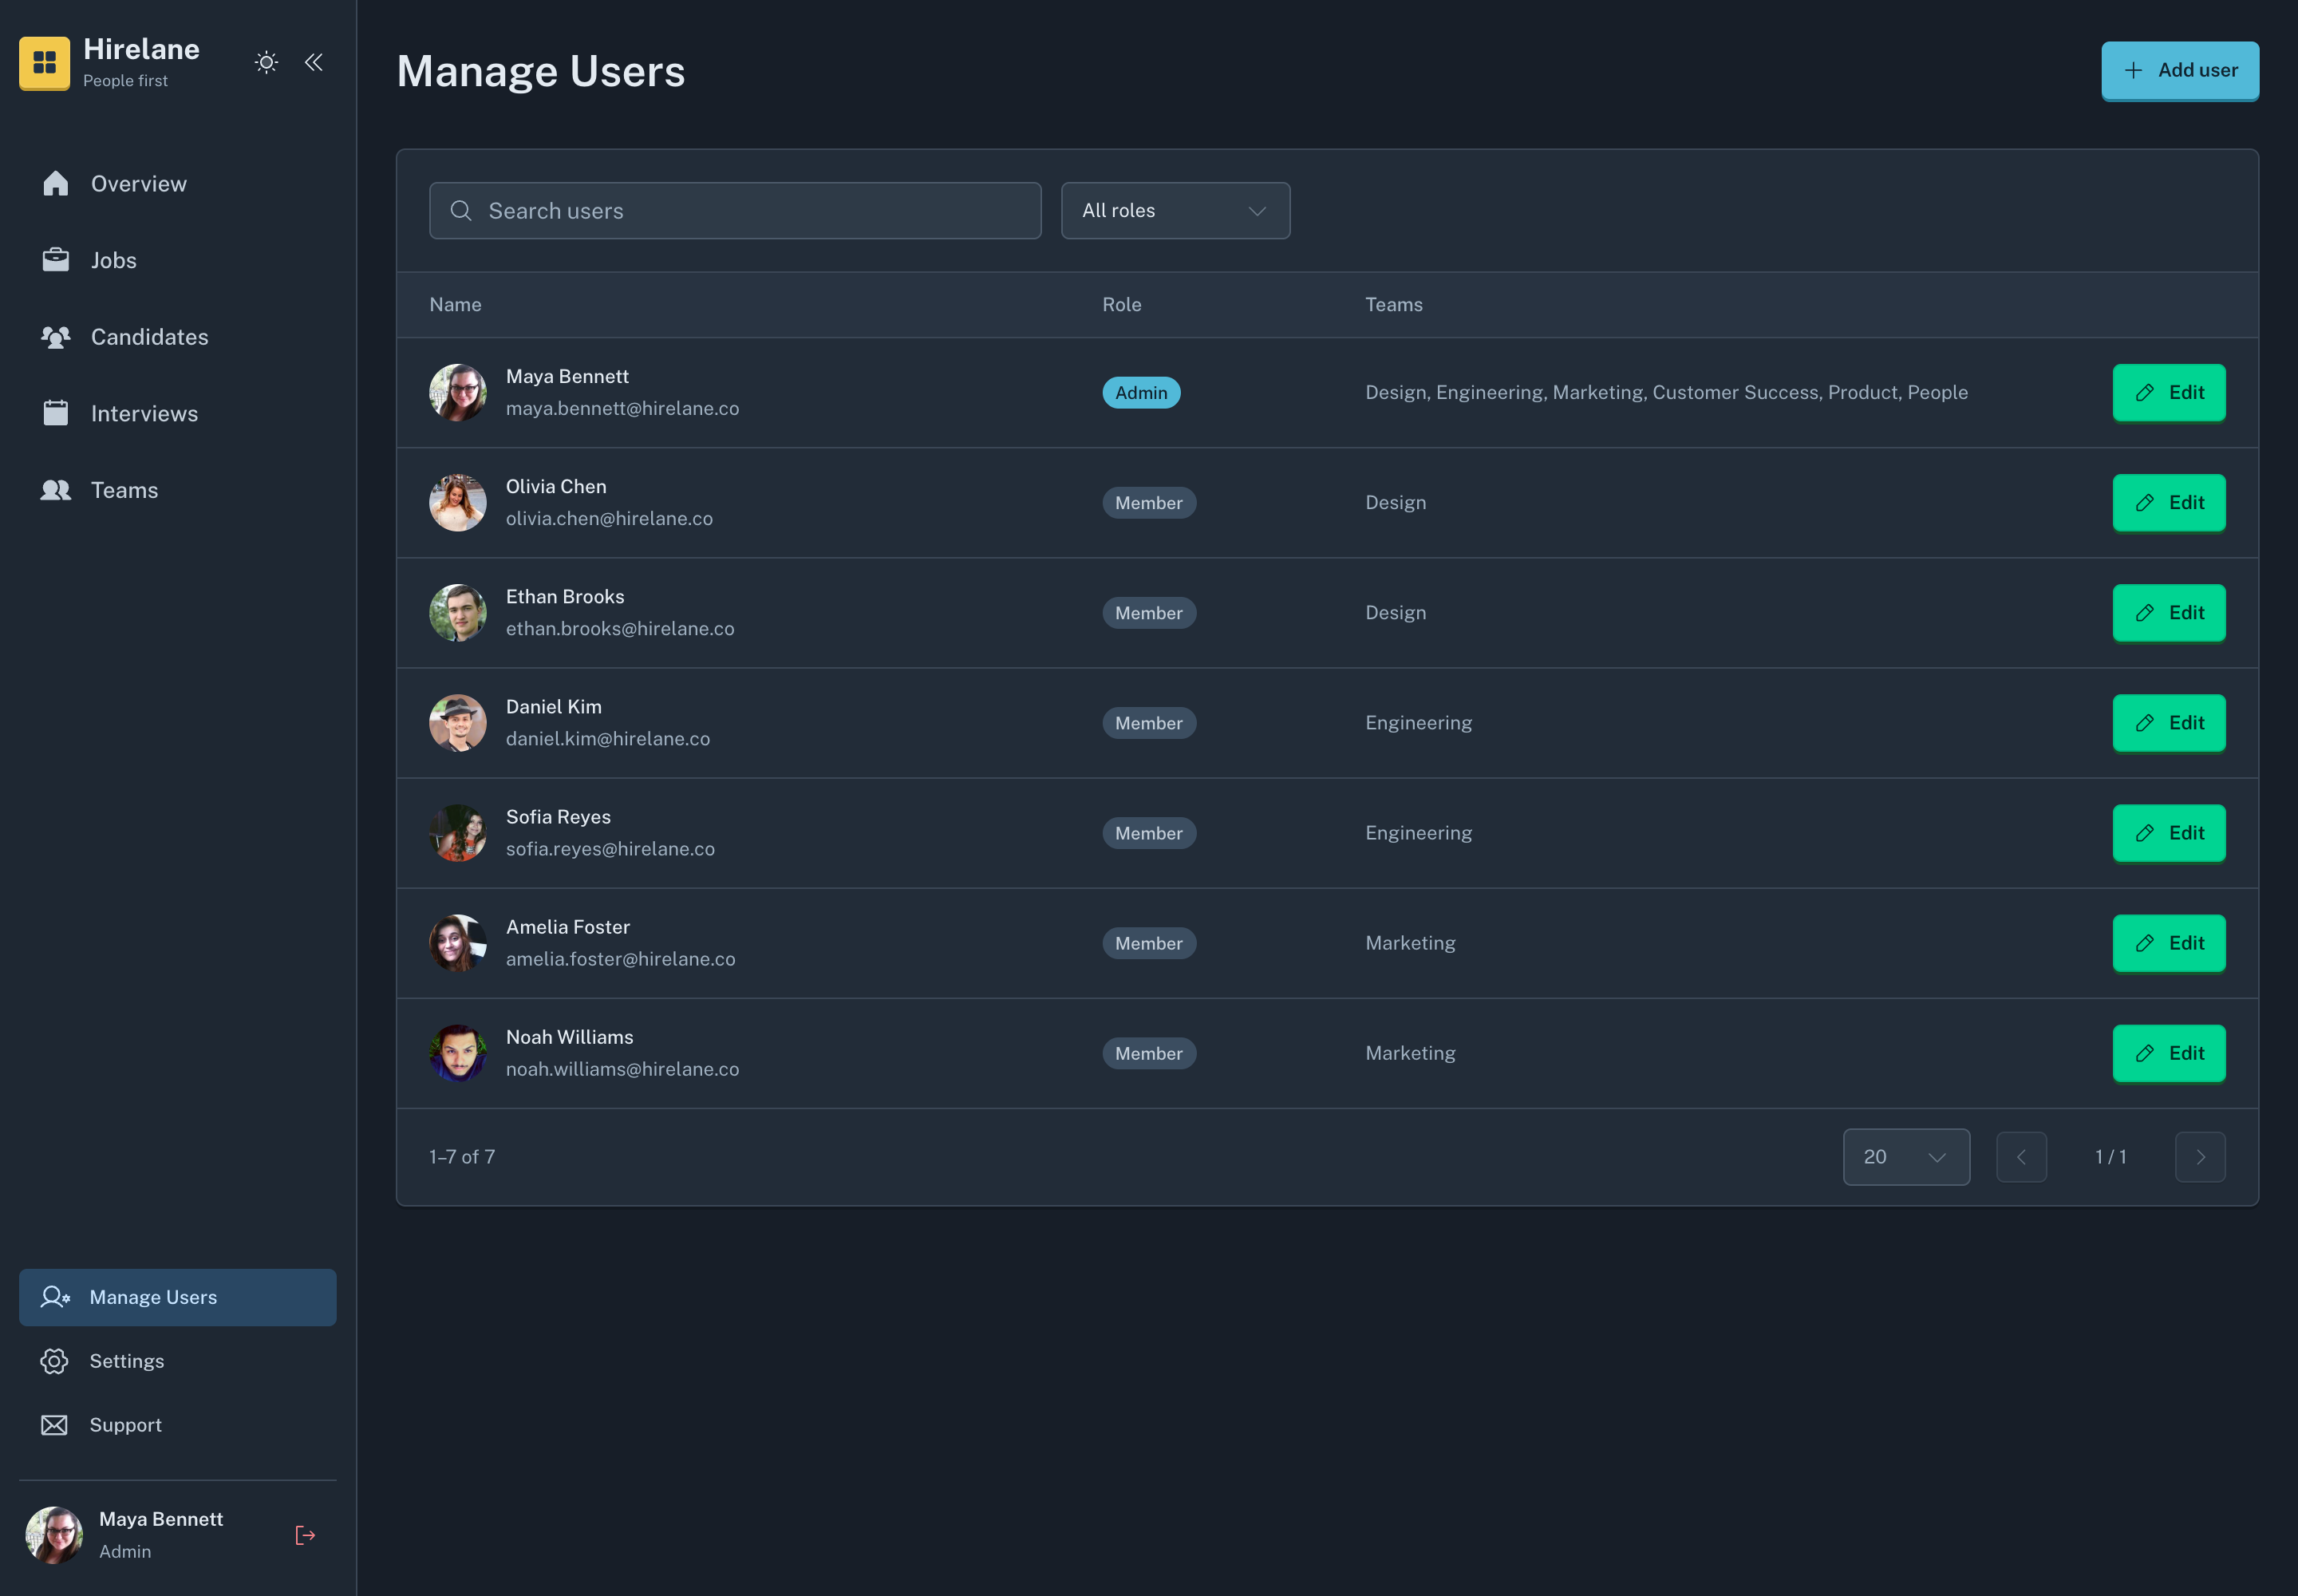 Hirelane
People first
Overview
Jobs
Candidates
Interviews
Teams
Manage Users
Settings
Support
Maya Bennett
Admin
Manage Users
Add user
Search users
All roles
Name Role Teams
Maya Bennett
maya.bennett@hirelane.co
Admin
Design, Engineering, Marketing, Customer Success, Product, People
Edit
Olivia Chen
olivia.chen@hirelane.co
Member
Design
Edit
Ethan Brooks
ethan.brooks@hirelane.co
Member
Design
Edit
Daniel Kim
daniel.kim@hirelane.co
Member
Engineering
Edit
Sofia Reyes
sofia.reyes@hirelane.co
Member
Engineering
Edit
Amelia Foster
amelia.foster@hirelane.co
Member
Marketing
Edit
Noah Williams
noah.williams@hirelane.co
Member
Marketing
Edit
1–7 of 7
20
1 / 1